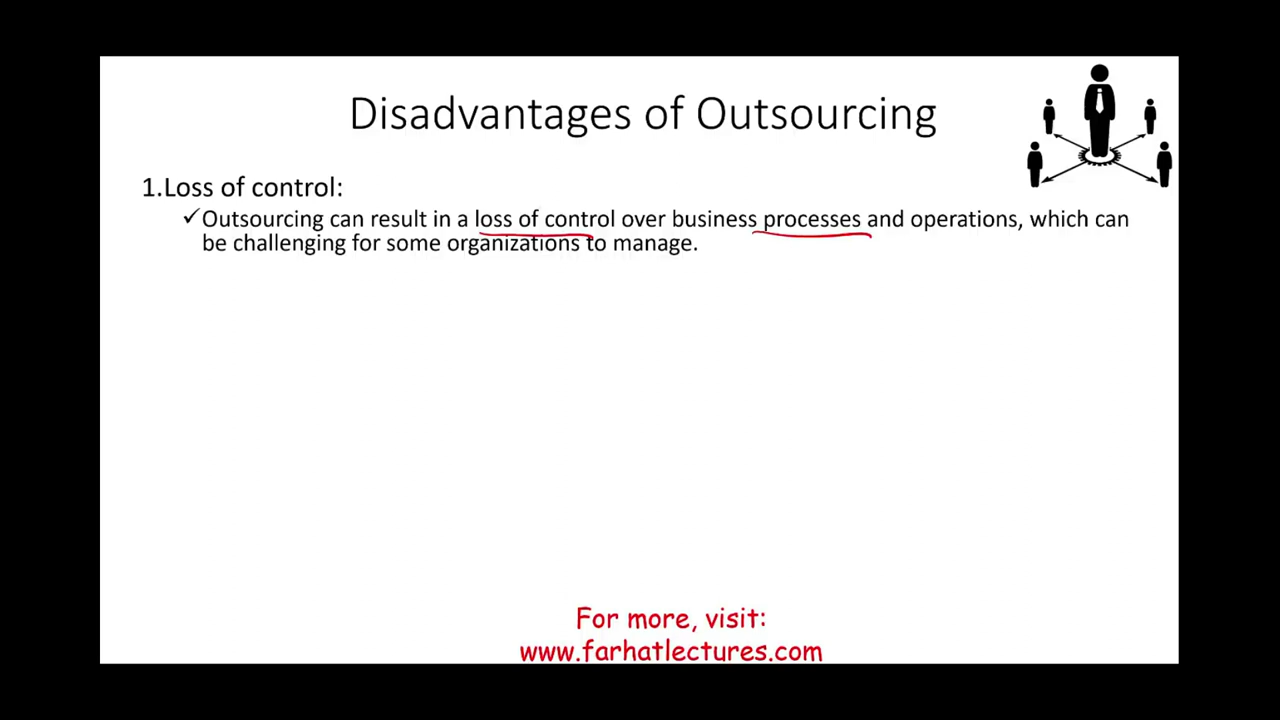 Disadvantages of Outsourcing
1.Loss of control:
✓Outsourcing can result in a loss of control over business processes and operations, which can
be challenging for some organizations to manage.
For more, visit:
www.farhatlectures.com